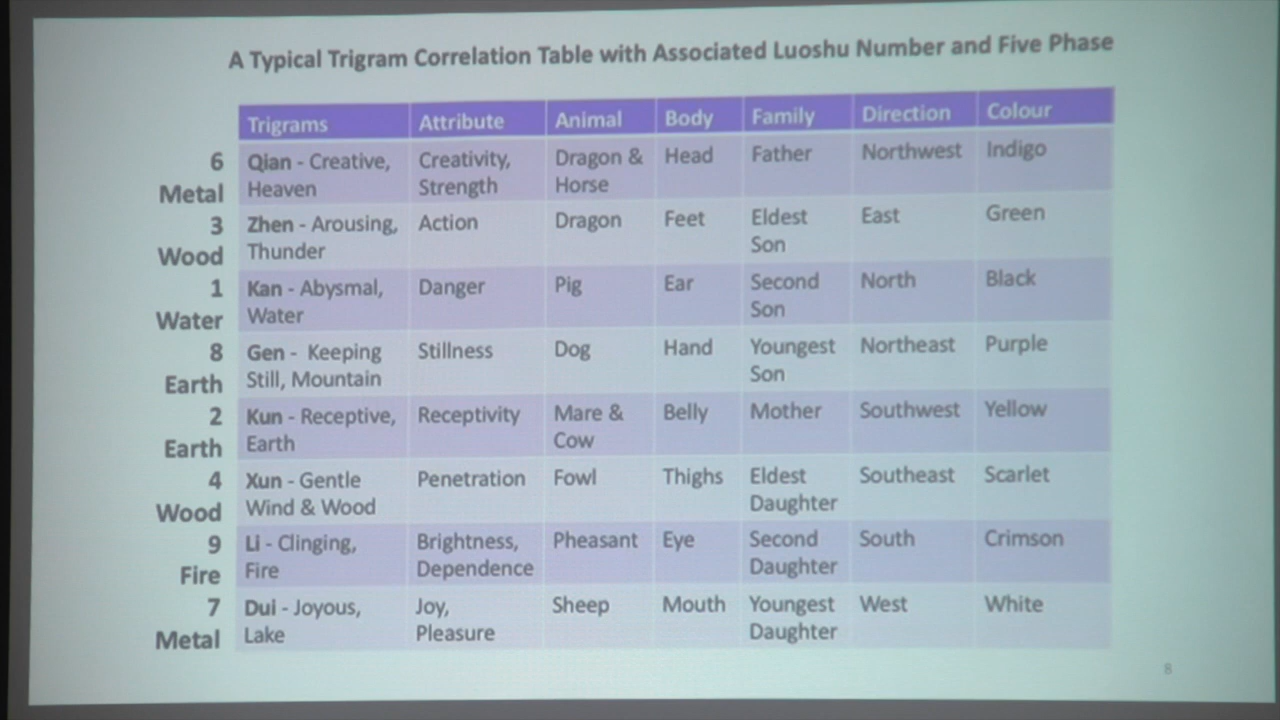 A Typical Trigram Correlation Table with Associated Luoshu Number and Five Phase
Trigrams Attribute Animal Body Family Direction Colour
6 Qian - Creative, Creativity, Dragon & Head Father Northwest Indigo
Metal Heaven Strength Horse
3 Zhen - Arousing, Action Dragon Feet Eldest East Green
Wood Thunder Son
1 Kan - Abysmal, Danger Pig Ear Second North Black
Water Water Son
8 Gen - Keeping Stillness Dog Hand Youngest Northeast Purple
Earth Still, Mountain Son
2 Kun - Receptive, Receptivity Mare & Belly Mother Southwest Yellow
Earth Earth Cow
4 Xun - Gentle Penetration Fowl Thighs Eldest Southeast Scarlet
Wood Wind & Wood Daughter
9 Li - Clinging, Brightness, Pheasant Eye Second South Crimson
Fire Fire Dependence Daughter
7 Dui - Joyous, Joy, Sheep Mouth Youngest West White
Metal Lake Pleasure Daughter
8